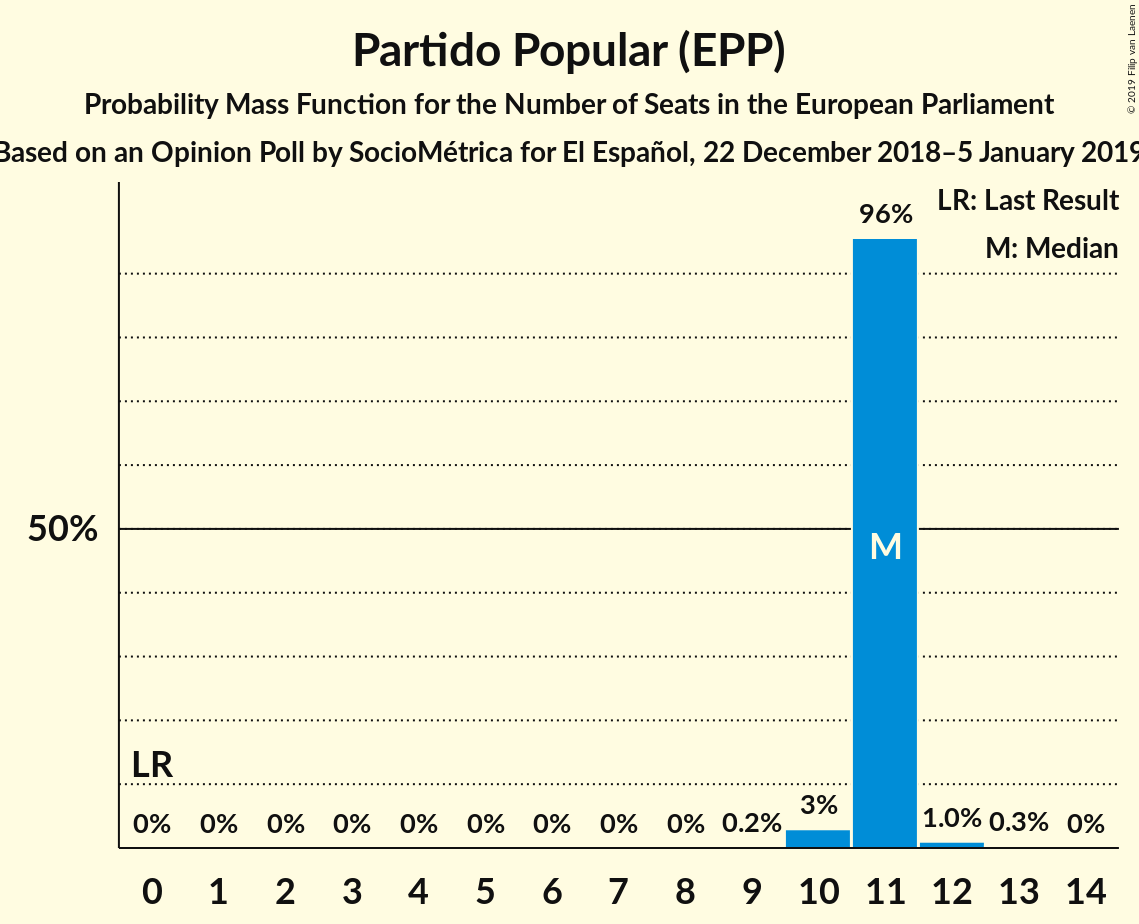 Partido Popular (EPP)
Probability Mass Function for the Number of Seats in the European Parliament
Based on an Opinion Poll by SocioMétrica for El Español, 22 December 2018–5 January 2019
© 2019 Filip van Laenen
LR: Last Result
M: Median
96%
50%
M
LR
0% 0% 0% 0% 0% 0% 0% 0% 0% 0.2% 3% 1.0% 0.3% 0%
0 1 2 3 4 5 6 7 8 9 10 11 12 13 14